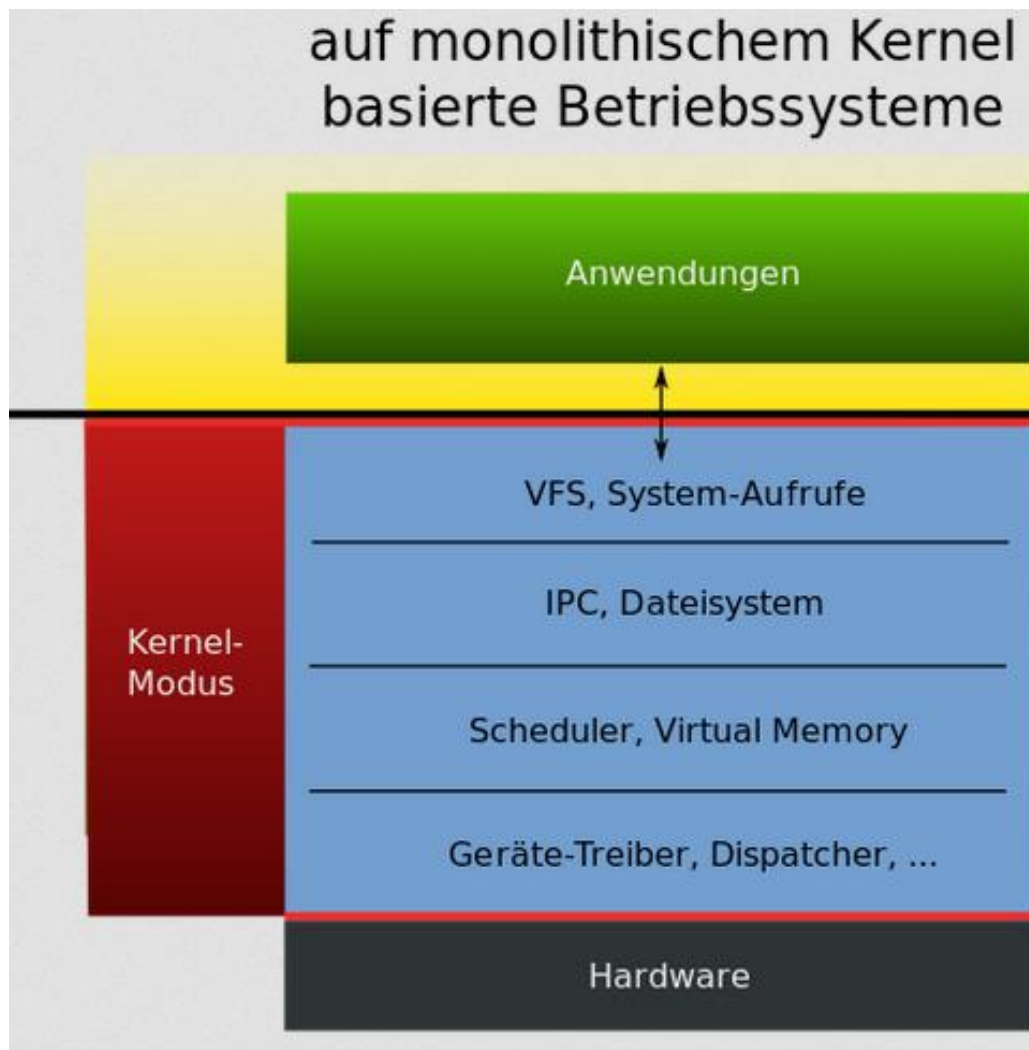 auf monolithischem Kernel
basierte Betriebssysteme
Anwendungen
VFS, System-Aufrufe
IPC, Dateisystem
Kernel-
Modus
Scheduler, Virtual Memory
Geräte-Treiber, Dispatcher, ...
Hardware